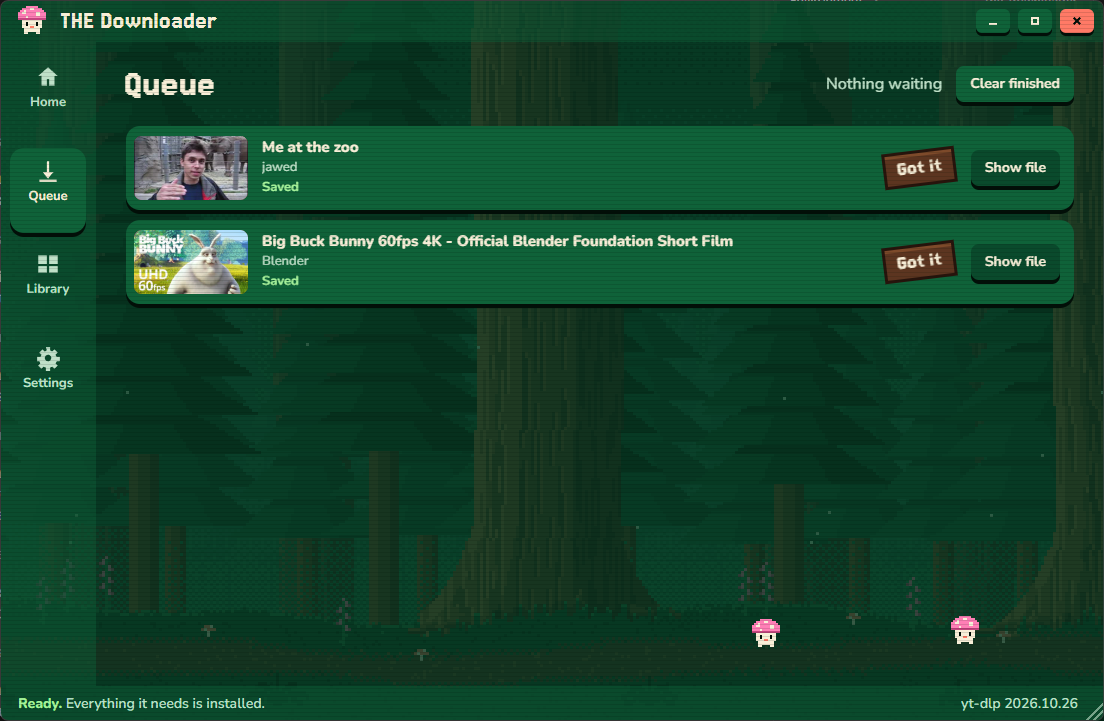 THE Downloader
Home
Queue
Library
Settings
Queue
Nothing waiting
Clear finished
Me at the zoo
jawed
Saved
Got it
Show file
Big Buck
BUNNY
UHD
60fps
Big Buck Bunny 60fps 4K - Official Blender Foundation Short Film
Blender
Saved
Got it
Show file
Ready. Everything it needs is installed.
yt-dlp 2026.10.26